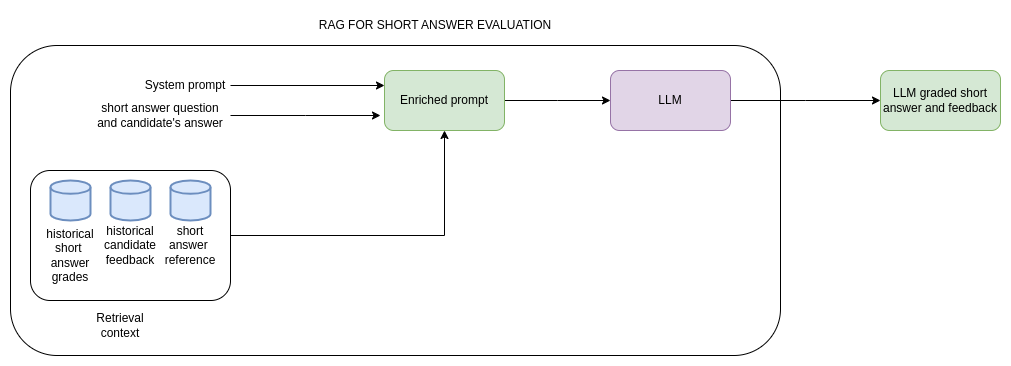 RAG FOR SHORT ANSWER EVALUATION
System prompt
short answer question
and candidate's answer
Enriched prompt
LLM
LLM graded short
answer and feedback
historical
short
answer
grades
historical
candidate
feedback
short
answer
reference
Retrieval
context